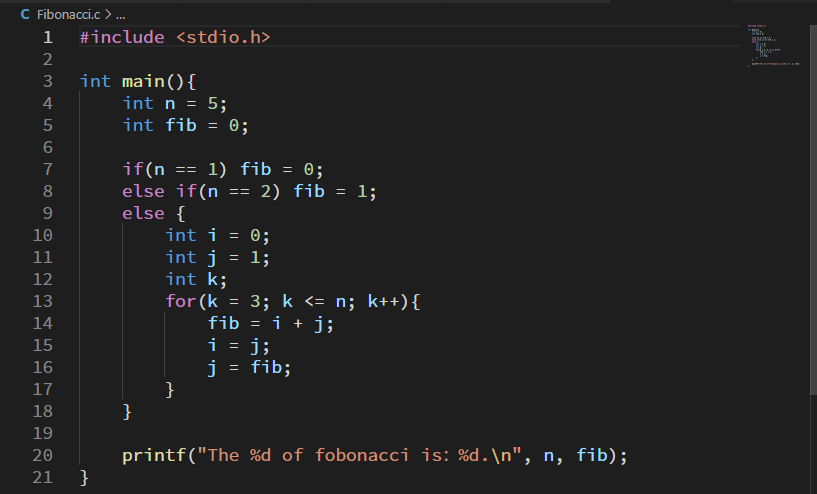 C Fibonacci.c > ...
1 #include <stdio.h>
2
3 int main(){
4     int n = 5;
5     int fib = 0;
6
7     if(n == 1) fib = 0;
8     else if(n == 2) fib = 1;
9     else {
10         int i = 0;
11         int j = 1;
12         int k;
13         for(k = 3; k <= n; k++){
14             fib = i + j;
15             i = j;
16             j = fib;
17         }
18     }
19
20     printf("The %d of fobonacci is: %d.\n", n, fib);
21 }